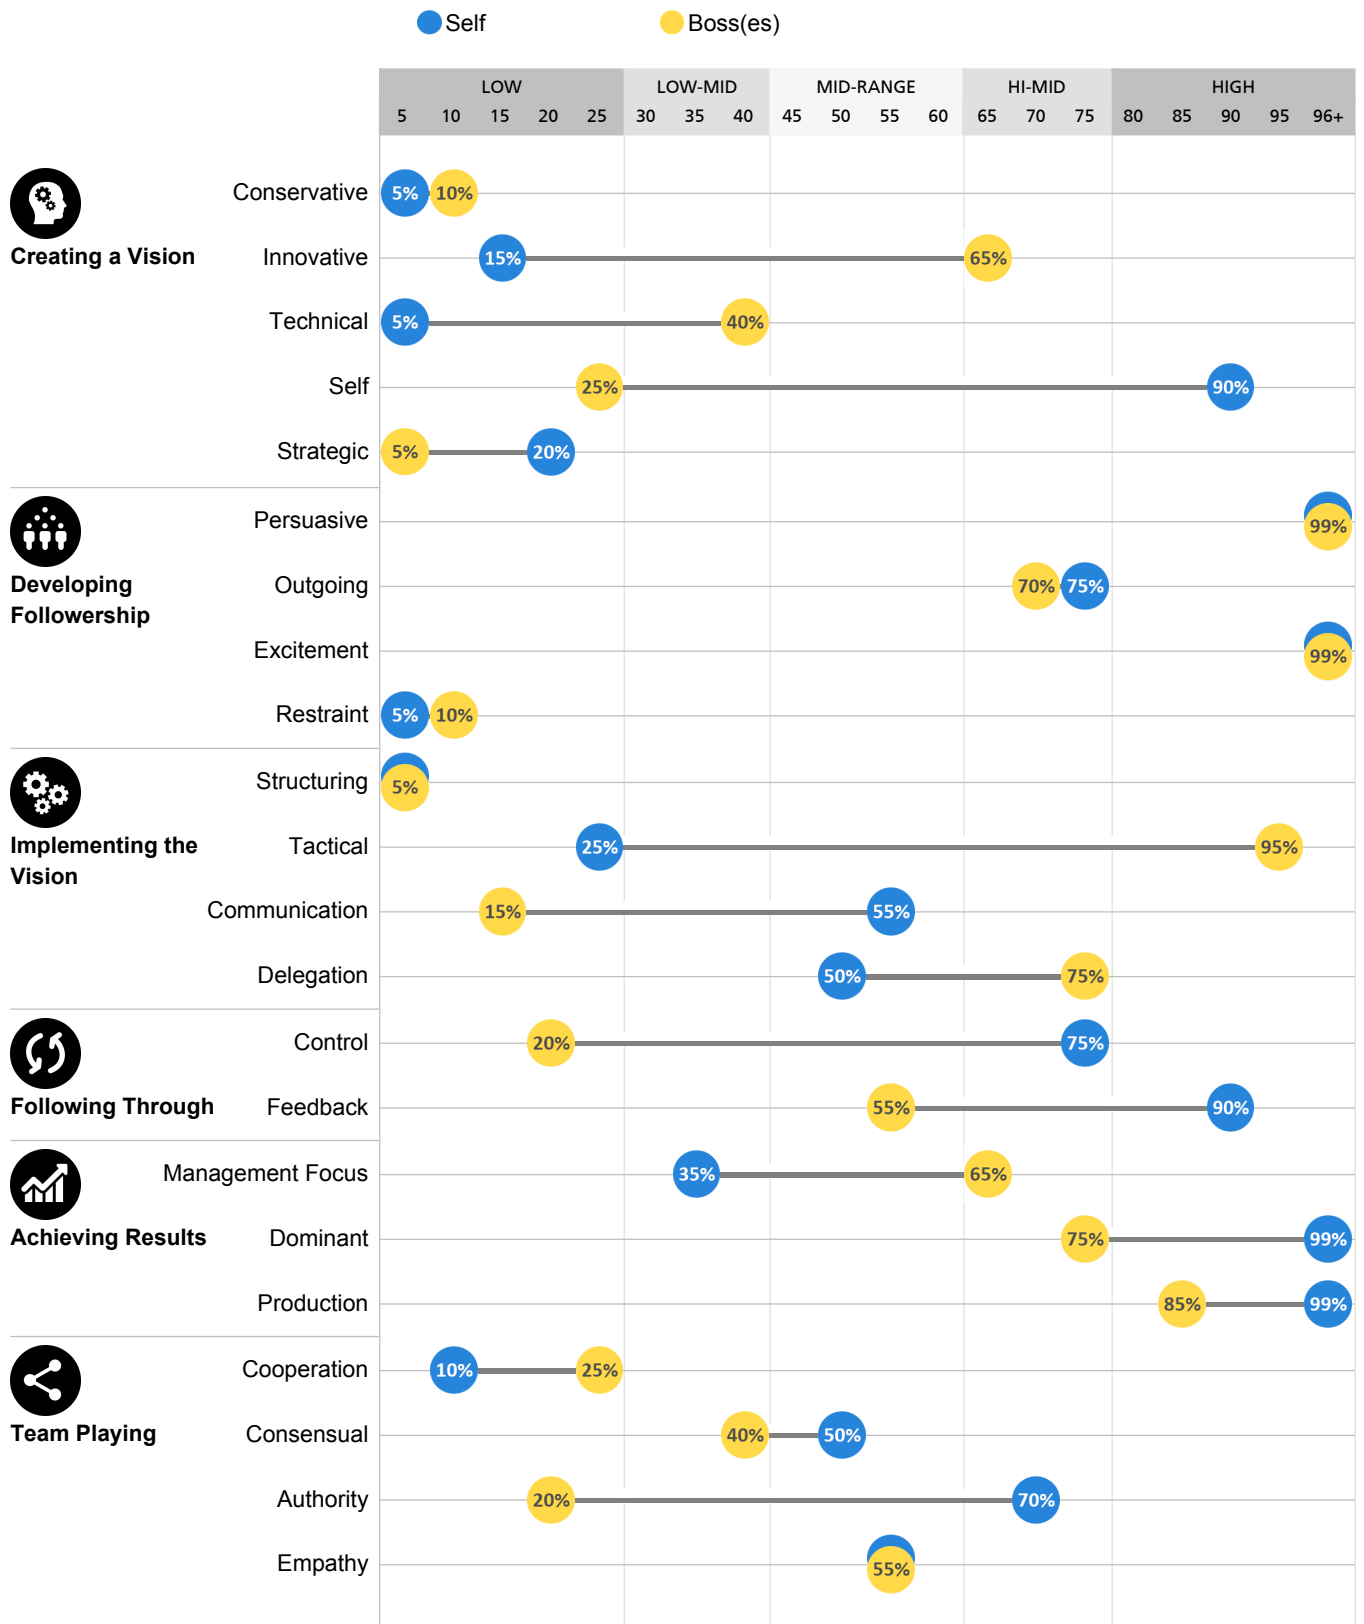 Self Boss(es)
LOW LOW-MID MID-RANGE HI-MID HIGH
5 10 15 20 25 30 35 40 45 50 55 60 65 70 75 80 85 90 95 96+
Conservative 5% 10%
Creating a Vision
Innovative 15% 65%
Technical 5% 40%
Self 25% 90%
Strategic 5% 20%
Persuasive 99%
Developing
Followership
Outgoing 70% 75%
Excitement 99%
Restraint 5% 10%
Structuring 5%
Implementing the
Vision
Tactical 25% 95%
Communication 15% 55%
Delegation 50% 75%
Control 20% 75%
Following Through
Feedback 55% 90%
Management Focus 35% 65%
Achieving Results
Dominant 75% 99%
Production 85% 99%
Cooperation 10% 25%
Team Playing
Consensual 40% 50%
Authority 20% 70%
Empathy 55%